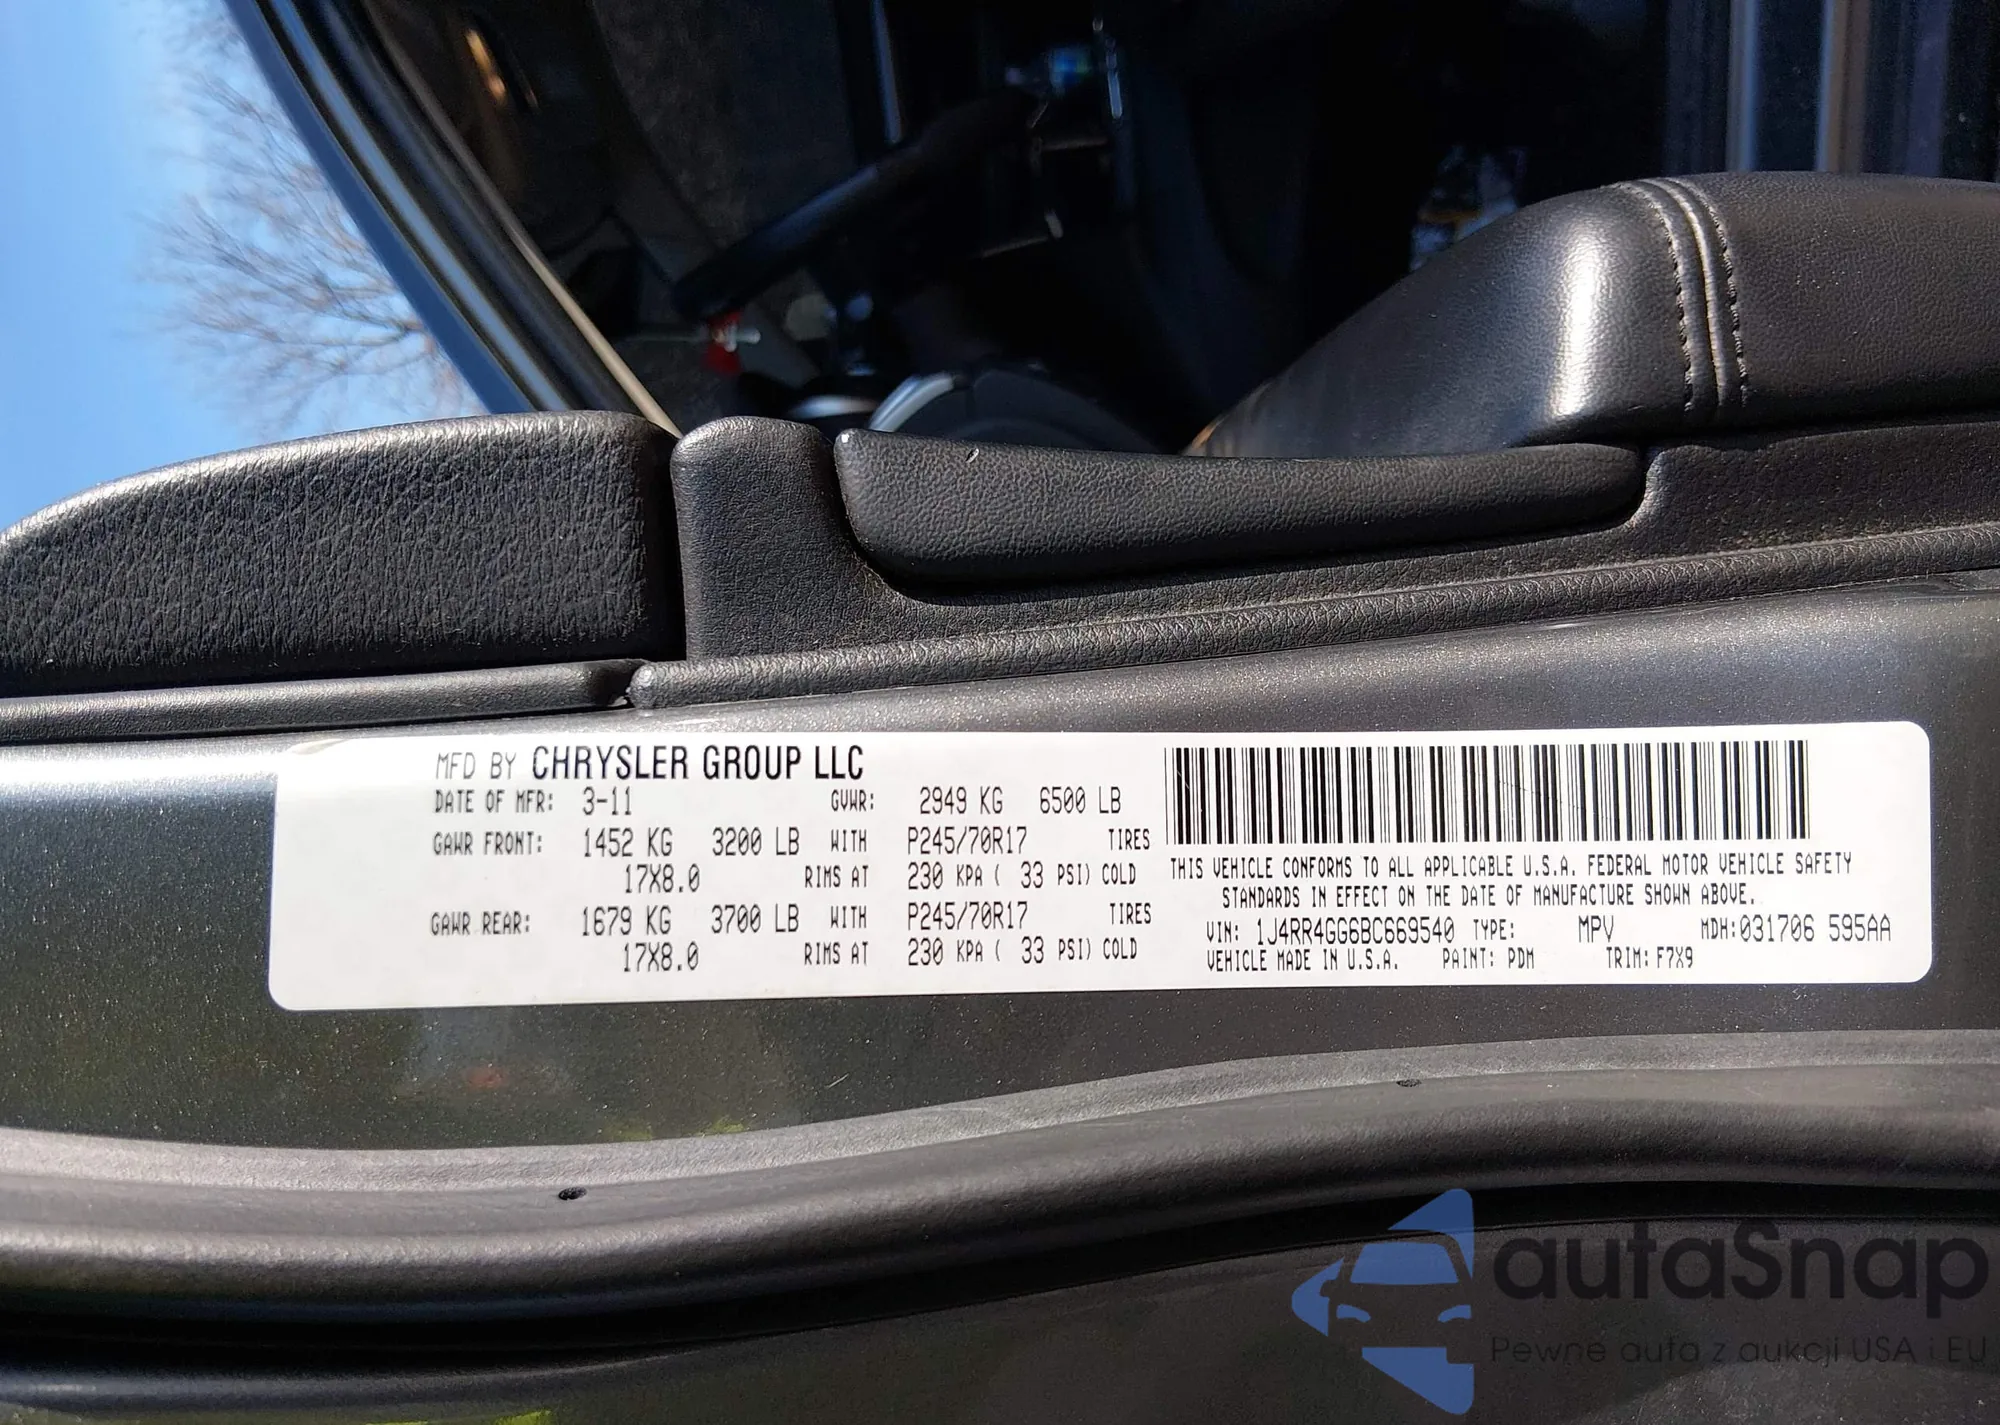 MFD BY CHRYSLER GROUP LLC
DATE OF MFR: 3-11 GVWR: 2949 KG 6500 LB
GAWR FRONT: 1452 KG 3200 LB WITH P245/70R17 TIRES
17X8.0 RIMS AT 230 KPA ( 33 PSI) COLD
GAWR REAR: 1679 KG 3700 LB WITH P245/70R17 TIRES
17X8.0 RIMS AT 230 KPA ( 33 PSI) COLD
THIS VEHICLE CONFORMS TO ALL APPLICABLE U.S.A. FEDERAL MOTOR VEHICLE SAFETY
STANDARDS IN EFFECT ON THE DATE OF MANUFACTURE SHOWN ABOVE.
VIN: 1J4RR4GG6BC669540 TYPE: MPV MDH:031706 595AA
VEHICLE MADE IN U.S.A. PAINT: PDM TRIM: F7X9
autaSnap
Pewne auta z aukcji USA i EU